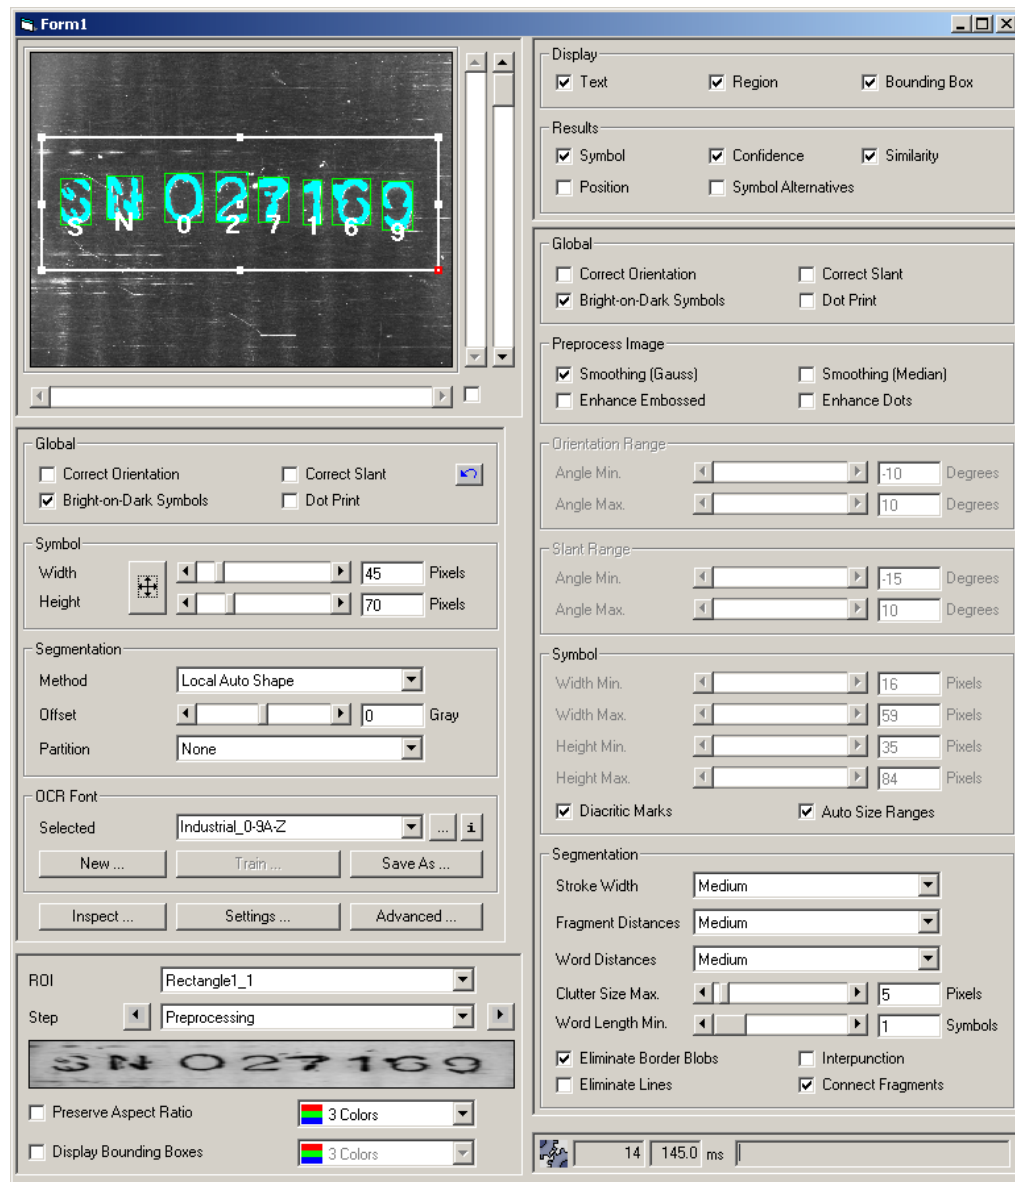 Form1
SN027169
S N 0 2 7 1 6 9
Global
Correct Orientation Correct Slant
Bright-on-Dark Symbols Dot Print
Symbol
Width 45 Pixels
Height 70 Pixels
Segmentation
Method Local Auto Shape
Offset 0 Gray
Partition None
OCR Font
Selected Industrial_0-9A-Z ... i
New ... Train ... Save As ...
Inspect ... Settings ... Advanced ...
ROI Rectangle1_1
Step Preprocessing
SN027169
Preserve Aspect Ratio 3 Colors
Display Bounding Boxes 3 Colors
Display
Text Region Bounding Box
Results
Symbol Confidence Similarity
Position Symbol Alternatives
Global
Correct Orientation Correct Slant
Bright-on-Dark Symbols Dot Print
Preprocess Image
Smoothing (Gauss) Smoothing (Median)
Enhance Embossed Enhance Dots
Orientation Range
Angle Min. -10 Degrees
Angle Max. 10 Degrees
Slant Range
Angle Min. -15 Degrees
Angle Max. 10 Degrees
Symbol
Width Min. 16 Pixels
Width Max. 59 Pixels
Height Min. 35 Pixels
Height Max. 84 Pixels
Diacritic Marks Auto Size Ranges
Segmentation
Stroke Width Medium
Fragment Distances Medium
Word Distances Medium
Clutter Size Max. 5 Pixels
Word Length Min. 1 Symbols
Eliminate Border Blobs Interpunction
Eliminate Lines Connect Fragments
14 145.0 ms